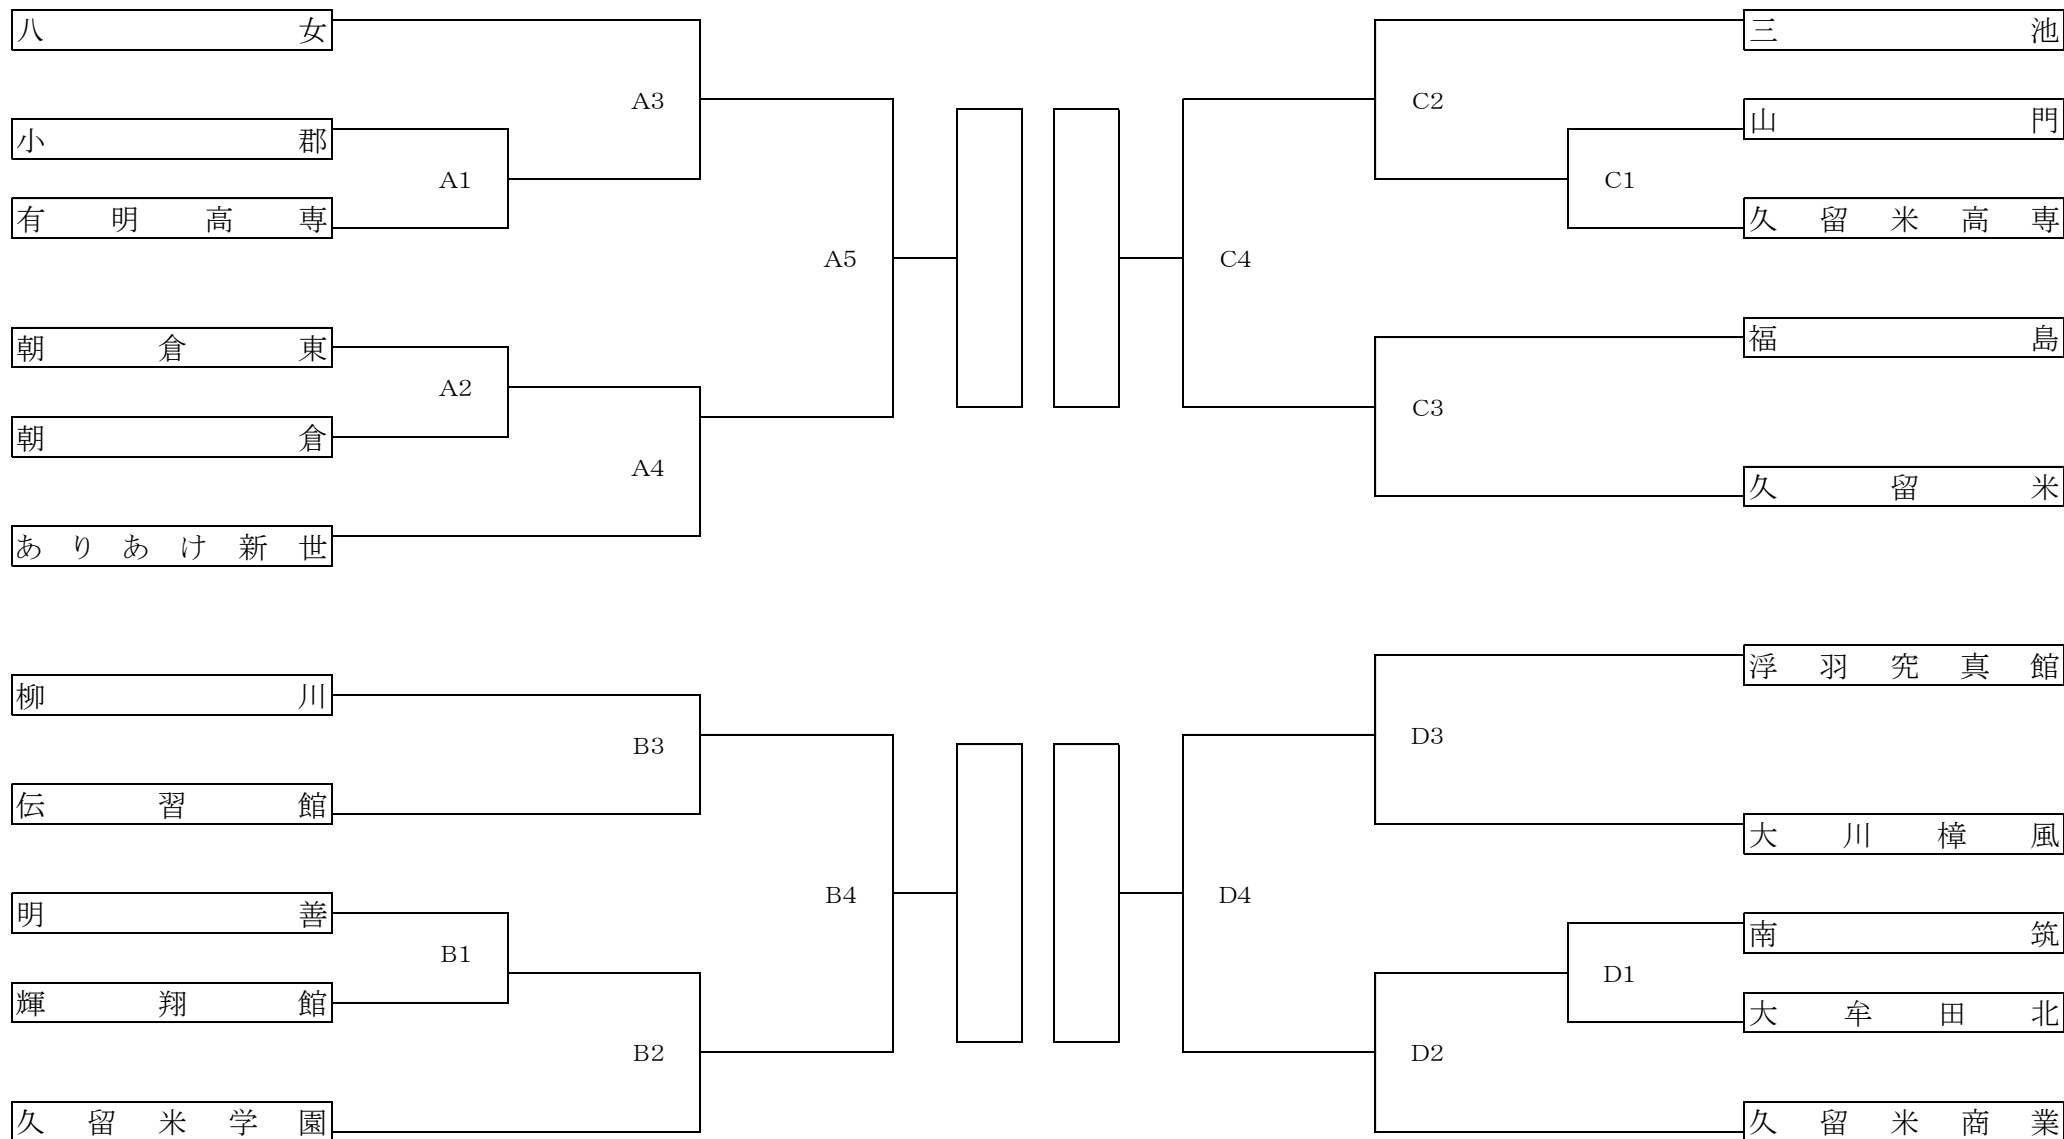 八女
三池
A3
C2
小郡
山門
A1
C1
有明高専
久留米高専
A5
C4
朝倉東
福島
A2
C3
朝倉
A4
久留米
ありあけ新世
浮羽究真館
柳川
B3
D3
伝習館
大川樟風
B4
D4
明善
南筑
B1
D1
輝翔館
大牟田北
B2
D2
久留米学園
久留米商業